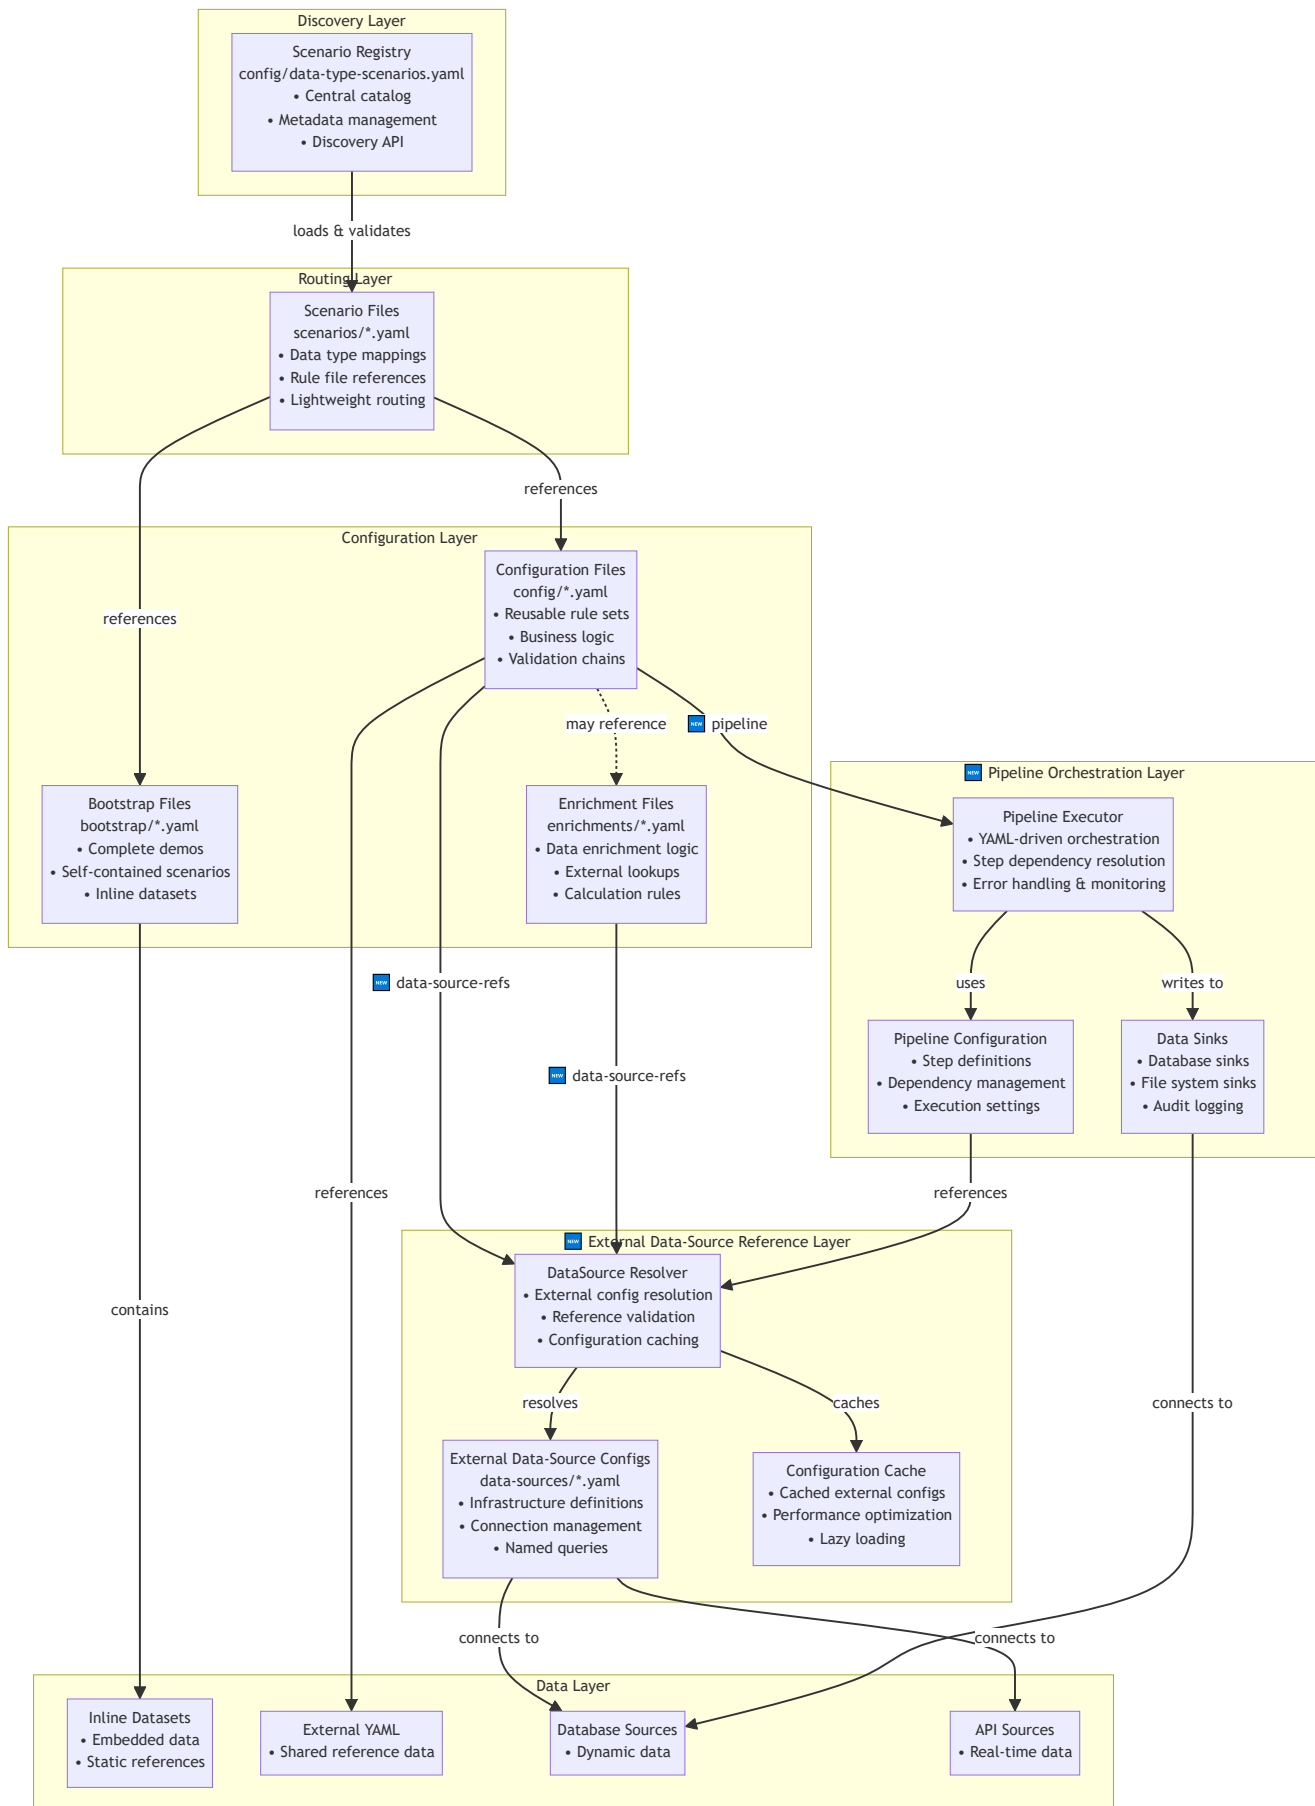 Discovery Layer
Scenario Registry
config/data-type-scenarios.yaml
• Central catalog
• Metadata management
• Discovery API
loads & validates
Routing Layer
Scenario Files
scenarios/*.yaml
• Data type mappings
• Rule file references
• Lightweight routing
references
Configuration Layer
Configuration Files
config/*.yaml
• Reusable rule sets
• Business logic
• Validation chains
references
may reference
🆕 pipeline
Bootstrap Files
bootstrap/*.yaml
• Complete demos
• Self-contained scenarios
• Inline datasets
Enrichment Files
enrichments/*.yaml
• Data enrichment logic
• External lookups
• Calculation rules
🆕 Pipeline Orchestration Layer
Pipeline Executor
• YAML-driven orchestration
• Step dependency resolution
• Error handling & monitoring
🆕 data-source-refs
uses
writes to
Pipeline Configuration
• Step definitions
• Dependency management
• Execution settings
Data Sinks
• Database sinks
• File system sinks
• Audit logging
🆕 data-source-refs
references
references
🆕 External Data-Source Reference Layer
DataSource Resolver
• External config resolution
• Reference validation
• Configuration caching
contains
resolves
caches
connects to
External Data-Source Configs
data-sources/*.yaml
• Infrastructure definitions
• Connection management
• Named queries
Configuration Cache
• Cached external configs
• Performance optimization
• Lazy loading
connects to
connects to
Data Layer
Inline Datasets
• Embedded data
• Static references
External YAML
• Shared reference data
Database Sources
• Dynamic data
API Sources
• Real-time data